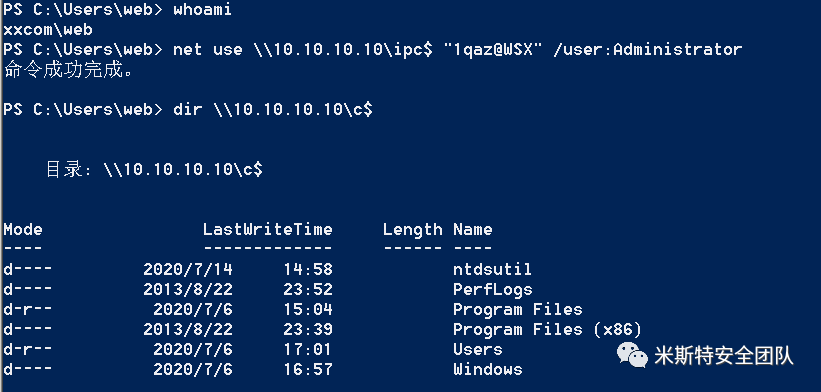 PS C:\Users\web> whoami
xxcom\web
PS C:\Users\web> net use \\10.10.10.10\ipc$ "1qaz@WSX" /user:Administrator
命令成功完成。
PS C:\Users\web> dir \\10.10.10.10\c$
目录: \\10.10.10.10\c$
Mode LastWriteTime Length Name
---- ------------- ------ ----
d---- 2020/7/14 14:58 ntdsutil
d---- 2013/8/22 23:52 PerfLogs
d-r-- 2020/7/6 15:04 Program Files
d---- 2013/8/22 23:39 Program Files (x86)
d-r-- 2020/7/6 17:01 Users
d---- 2020/7/6 16:57 Windows
米斯特安全团队